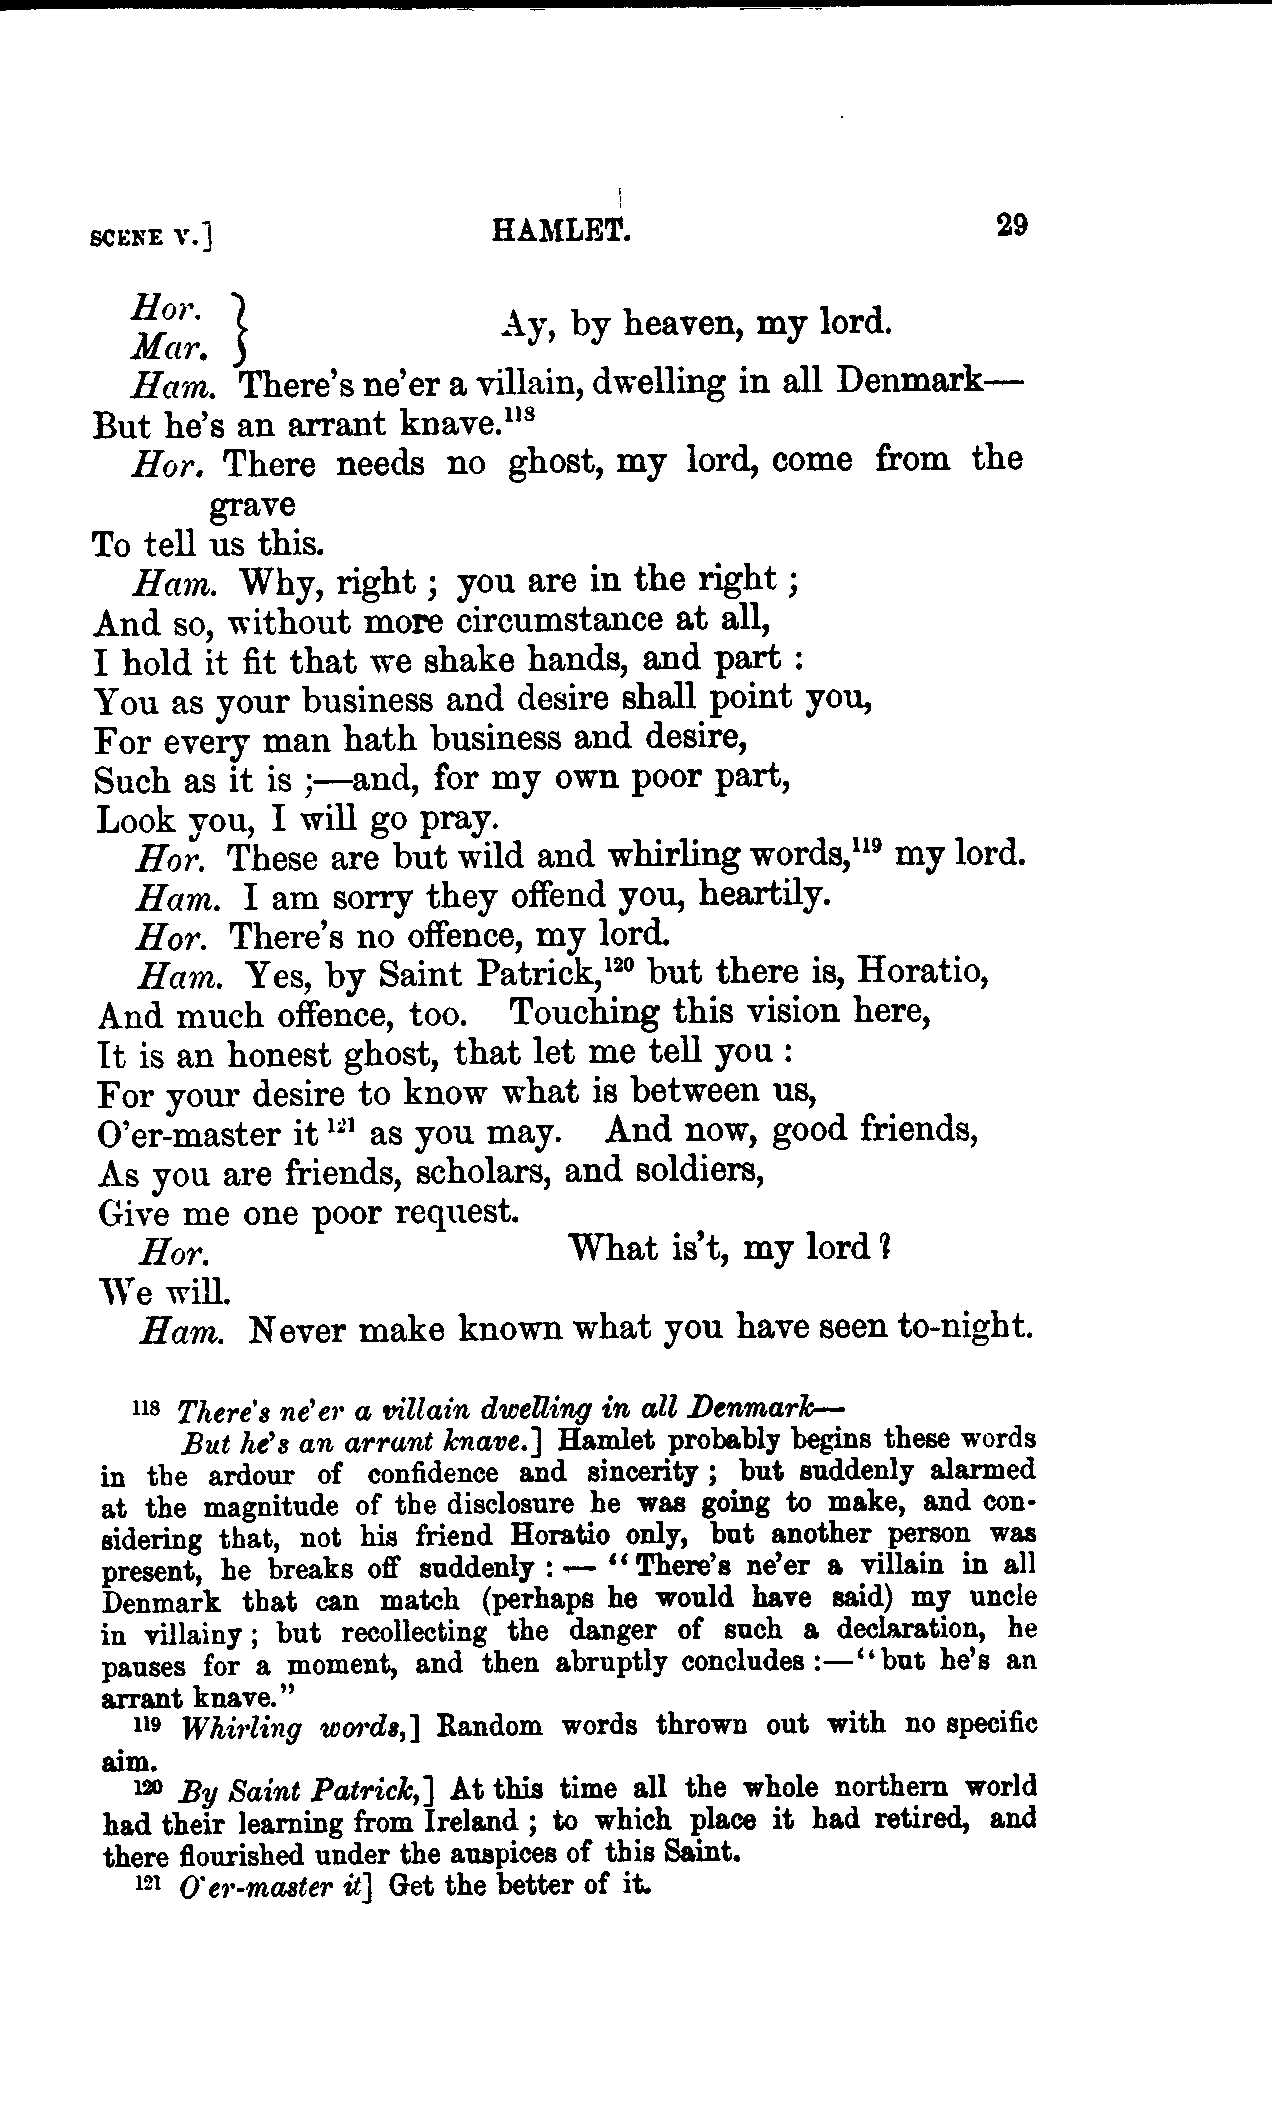 SCENE V.] HAMLET. 29
Hor. }
Mar. } Ay, by heaven, my lord.
Ham. There's ne'er a villain, dwelling in all Denmark—
But he's an arrant knave.¹¹⁸
Hor. There needs no ghost, my lord, come from the
grave
To tell us this.
Ham. Why, right ; you are in the right ;
And so, without more circumstance at all,
I hold it fit that we shake hands, and part :
You as your business and desire shall point you,
For every man hath business and desire,
Such as it is ;—and, for my own poor part,
Look you, I will go pray.
Hor. These are but wild and whirling words,¹¹⁹ my lord.
Ham. I am sorry they offend you, heartily.
Hor. There's no offence, my lord.
Ham. Yes, by Saint Patrick,¹²⁰ but there is, Horatio,
And much offence, too. Touching this vision here,
It is an honest ghost, that let me tell you :
For your desire to know what is between us,
O'er-master it ¹²¹ as you may. And now, good friends,
As you are friends, scholars, and soldiers,
Give me one poor request.
Hor. What is't, my lord ?
We will.
Ham. Never make known what you have seen to-night.
¹¹⁸ There's ne'er a villain dwelling in all Denmark—
But he's an arrant knave.] Hamlet probably begins these words
in the ardour of confidence and sincerity ; but suddenly alarmed
at the magnitude of the disclosure he was going to make, and con-
sidering that, not his friend Horatio only, but another person was
present, he breaks off suddenly : — "There's ne'er a villain in all
Denmark that can match (perhaps he would have said) my uncle
in villainy ; but recollecting the danger of such a declaration, he
pauses for a moment, and then abruptly concludes :—"but he's an
arrant knave."
¹¹⁹ Whirling words,] Random words thrown out with no specific
aim.
¹²⁰ By Saint Patrick,] At this time all the whole northern world
had their learning from Ireland ; to which place it had retired, and
there flourished under the auspices of this Saint.
¹²¹ O'er-master it] Get the better of it.